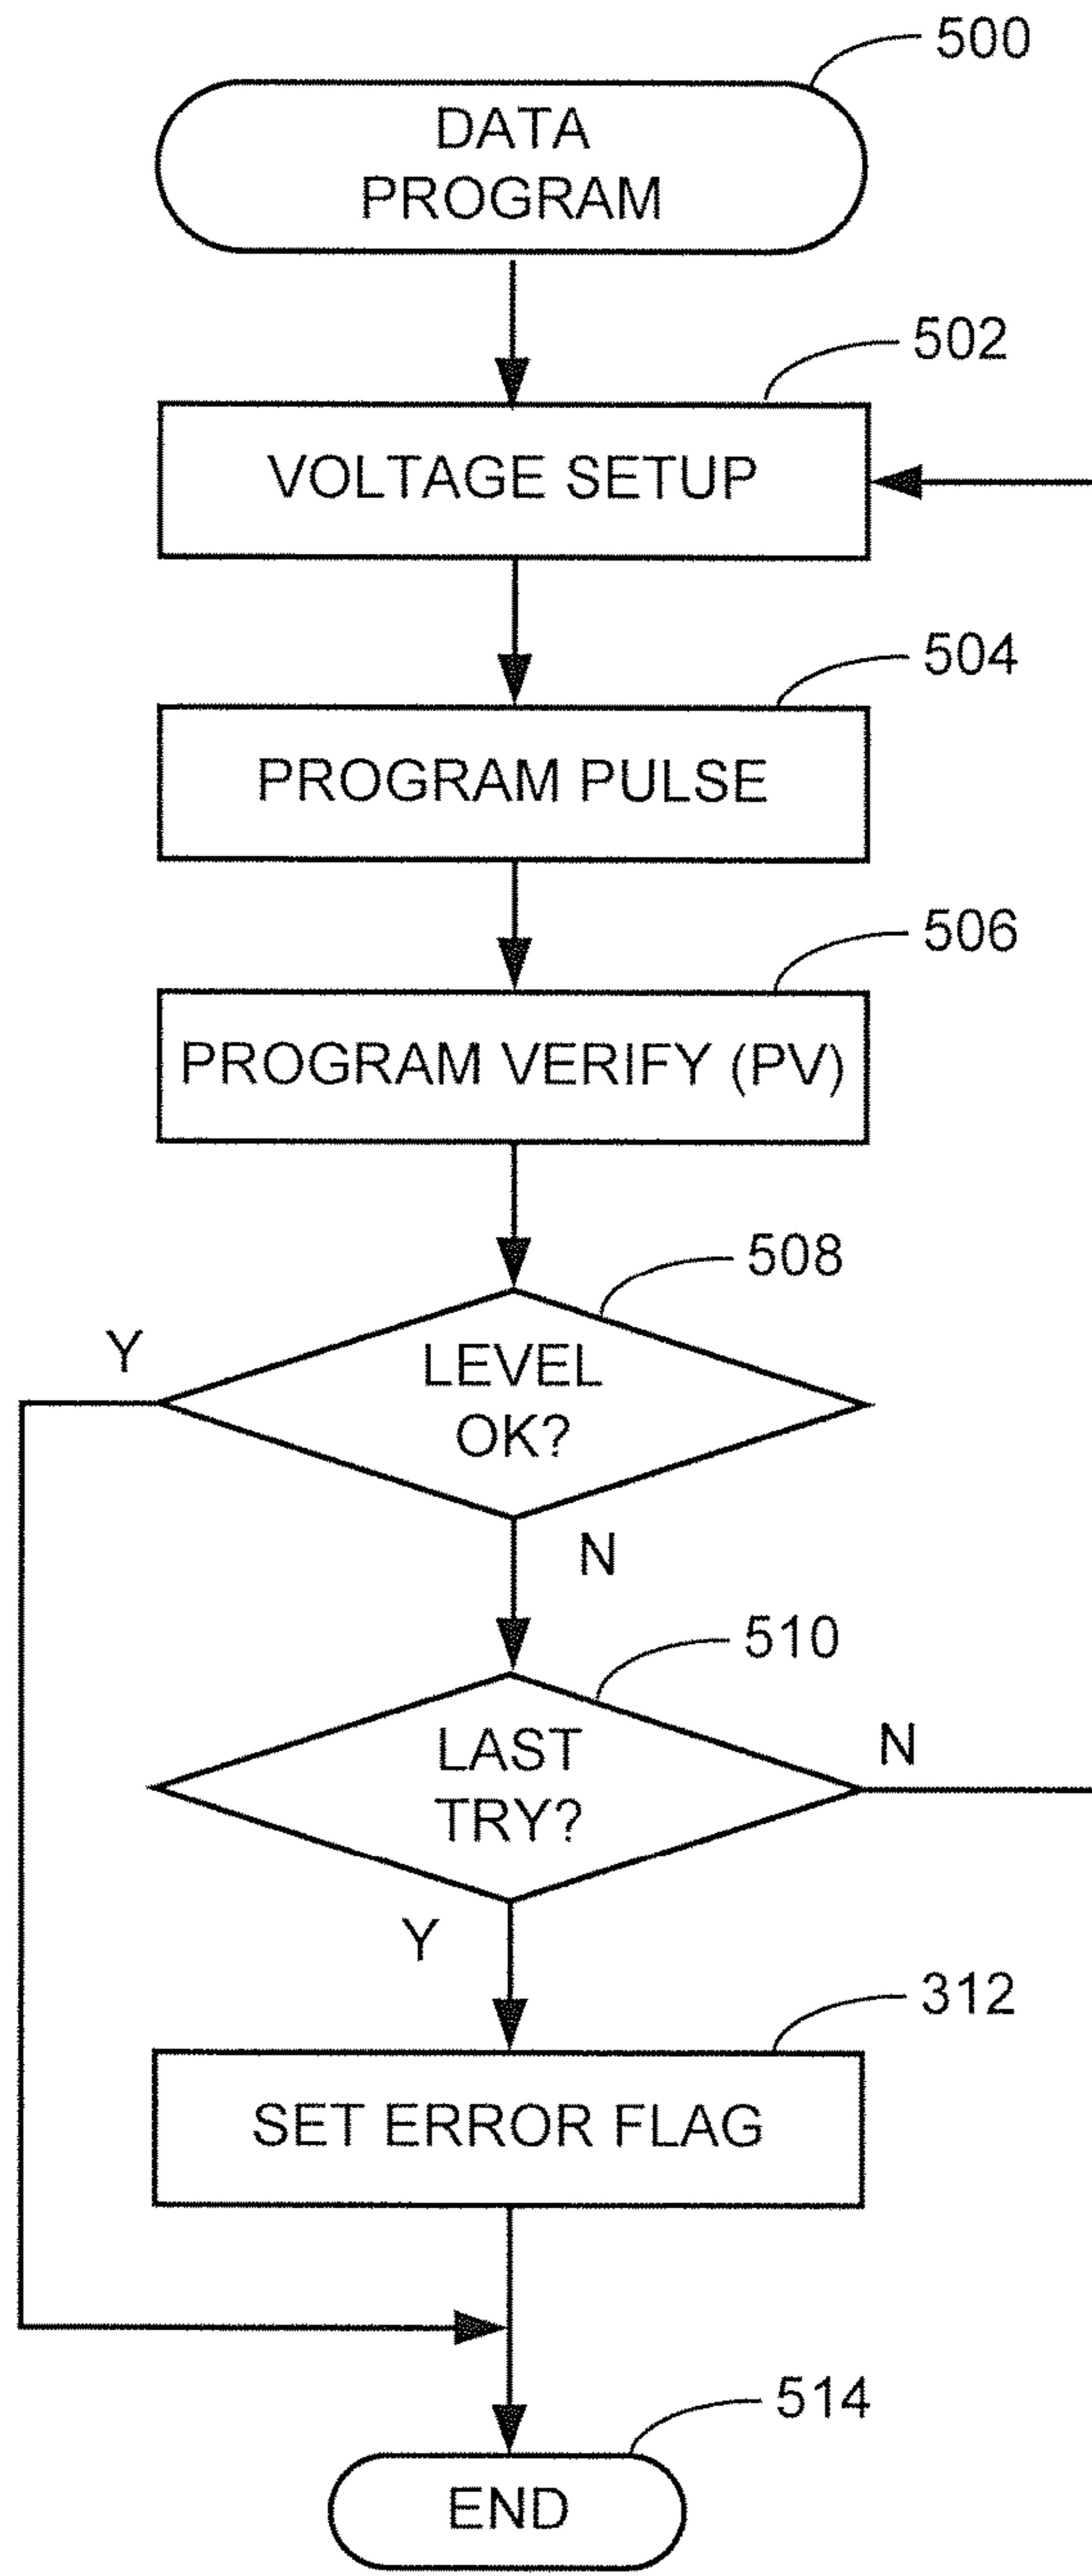 500
DATA
PROGRAM
502
VOLTAGE SETUP
504
PROGRAM PULSE
506
PROGRAM VERIFY (PV)
508
Y
LEVEL
OK?
N
510
LAST
TRY?
N
Y
312
SET ERROR FLAG
514
END